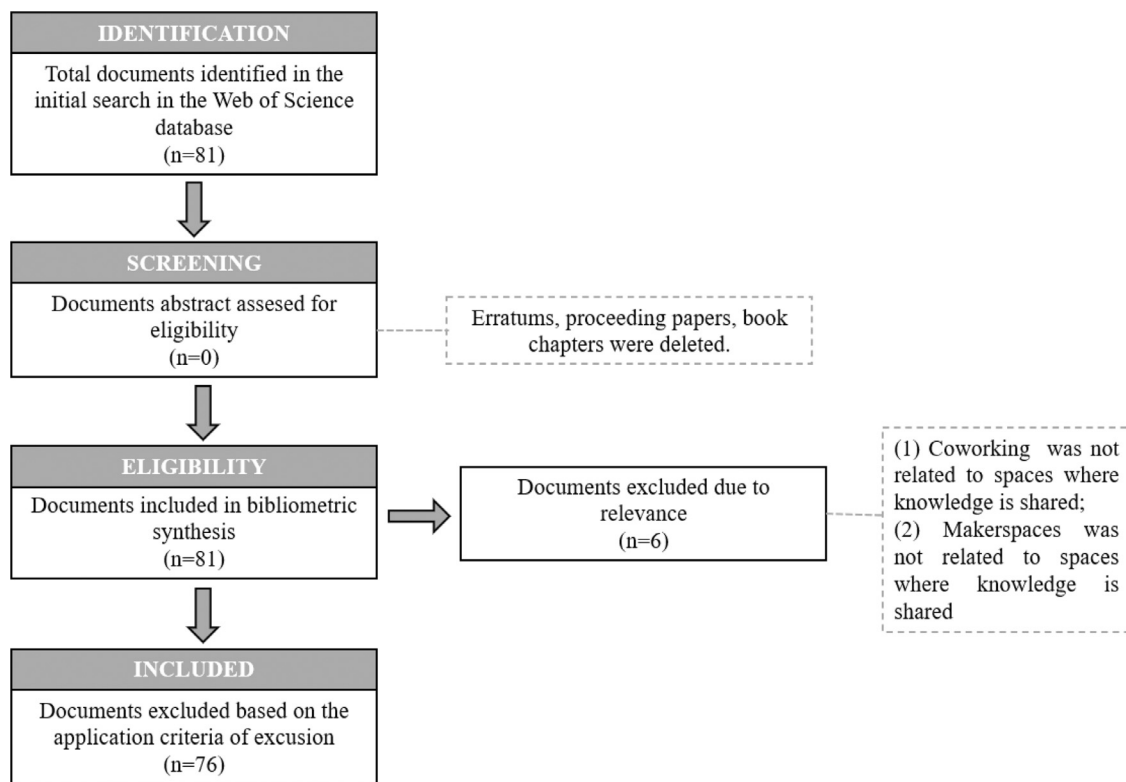 IDENTIFICATION
Total documents identified in the
initial search in the Web of Science
database
(n=81)
SCREENING
Documents abstract assesed for
eligibility
(n=0)
Erratums, proceeding papers, book
chapters were deleted.
ELIGIBILITY
Documents included in bibliometric
synthesis
(n=81)
Documents excluded due to
relevance
(n=6)
(1) Coworking was not
related to spaces where
knowledge is shared;
(2) Makerspaces was
not related to spaces
where knowledge is
shared
INCLUDED
Documents excluded based on the
application criteria of excusion
(n=76)